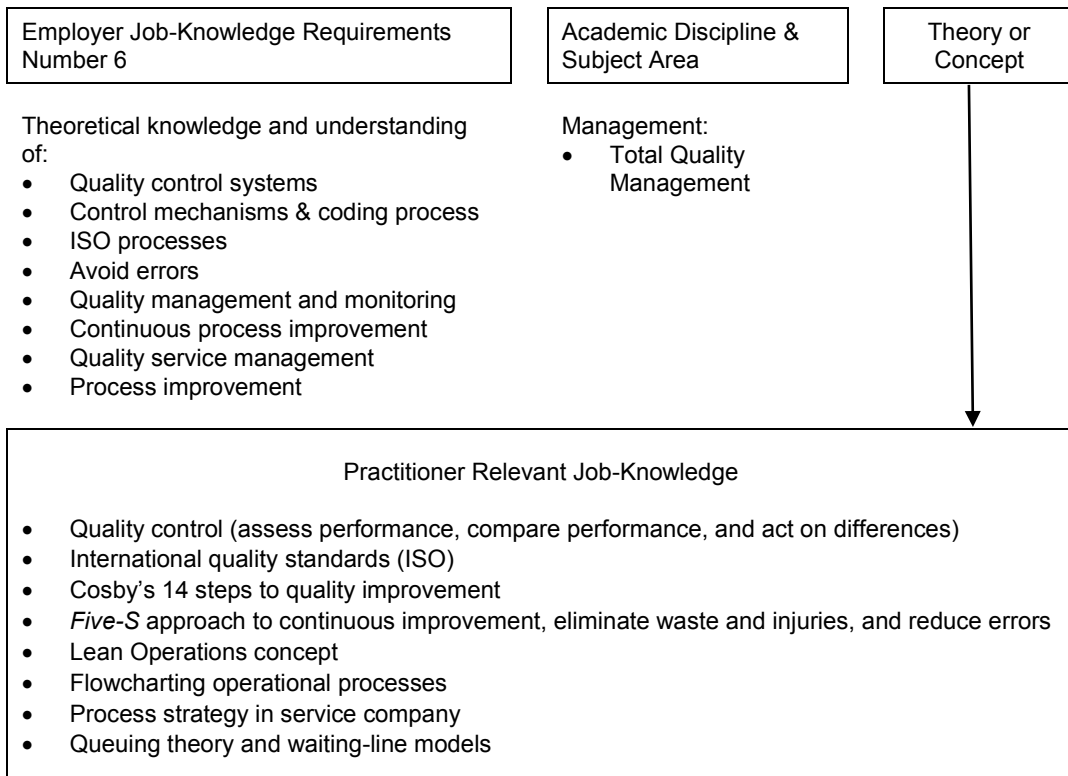 Employer Job-Knowledge Requirements
Number 6
Academic Discipline &
Subject Area
Theory or
Concept
Theoretical knowledge and understanding
of:
• Quality control systems
• Control mechanisms & coding process
• ISO processes
• Avoid errors
• Quality management and monitoring
• Continuous process improvement
• Quality service management
• Process improvement
Management:
• Total Quality
Management
Practitioner Relevant Job-Knowledge
• Quality control (assess performance, compare performance, and act on differences)
• International quality standards (ISO)
• Cosby’s 14 steps to quality improvement
• Five-S approach to continuous improvement, eliminate waste and injuries, and reduce errors
• Lean Operations concept
• Flowcharting operational processes
• Process strategy in service company
• Queuing theory and waiting-line models